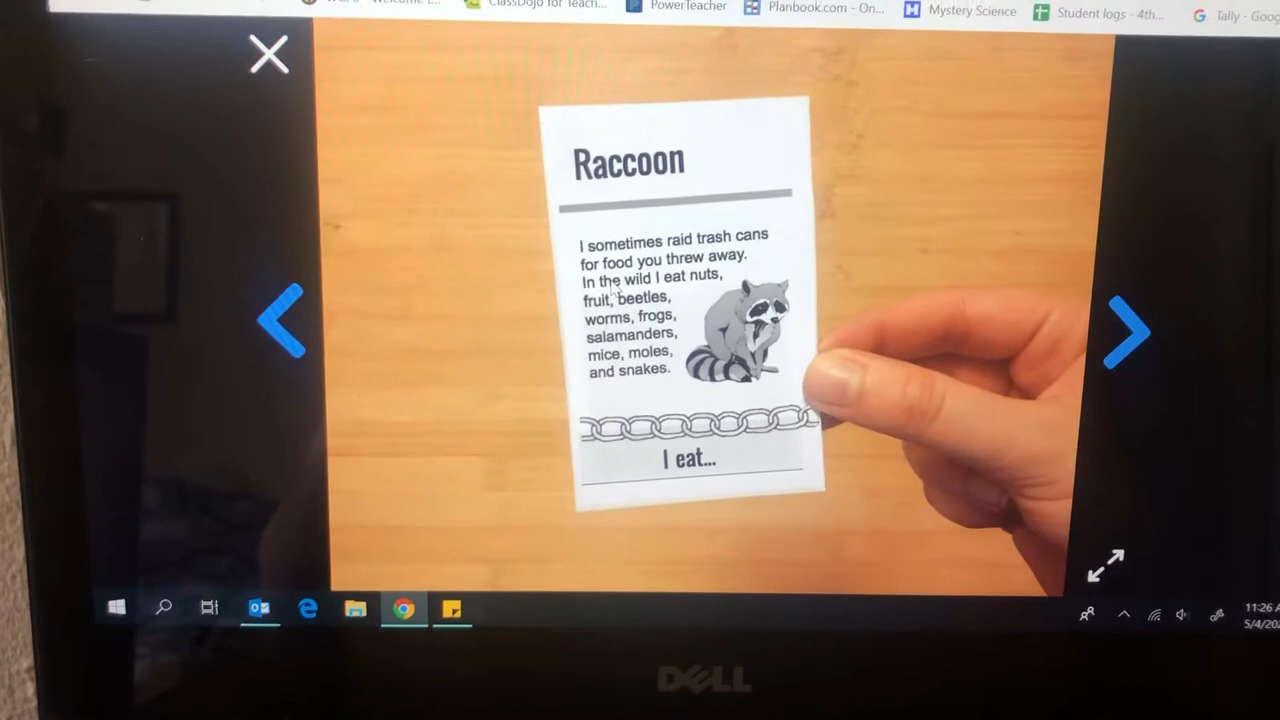 ClassDojo for Teach...
PowerTeacher
Planbook.com - On...
Mystery Science
Student logs - 4th...
Tally - Goog
Raccoon
I sometimes raid trash cans
for food you threw away.
In the wild I eat nuts,
fruit, beetles,
worms, frogs,
salamanders,
mice, moles,
and snakes.
I eat...
11:26 A
5/4/202
DELL